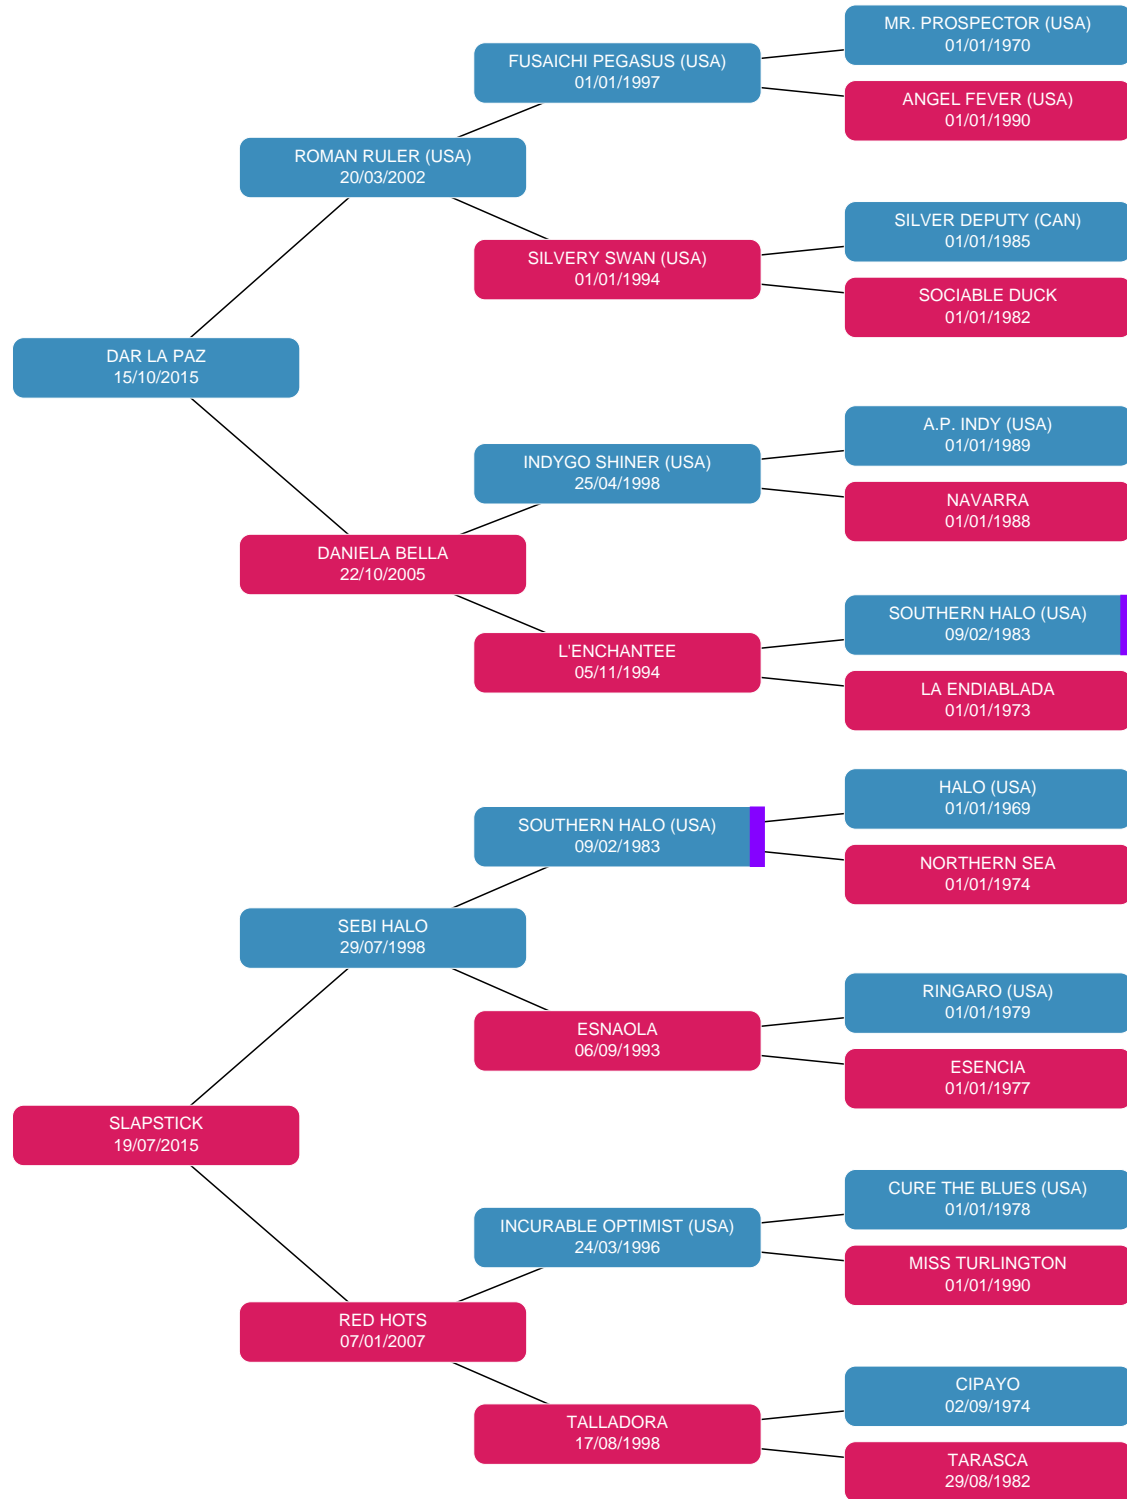 MR. PROSPECTOR (USA)
01/01/1970
FUSAICHI PEGASUS (USA)
01/01/1997
ANGEL FEVER (USA)
01/01/1990
ROMAN RULER (USA)
20/03/2002
SILVER DEPUTY (CAN)
01/01/1985
SILVERY SWAN (USA)
01/01/1994
SOCIABLE DUCK
01/01/1982
DAR LA PAZ
15/10/2015
A.P. INDY (USA)
01/01/1989
INDYGO SHINER (USA)
25/04/1998
NAVARRA
01/01/1988
DANIELA BELLA
22/10/2005
SOUTHERN HALO (USA)
09/02/1983
L'ENCHANTEE
05/11/1994
LA ENDIABLADA
01/01/1973
HALO (USA)
01/01/1969
SOUTHERN HALO (USA)
09/02/1983
NORTHERN SEA
01/01/1974
SEBI HALO
29/07/1998
RINGARO (USA)
01/01/1979
ESNAOLA
06/09/1993
ESENCIA
01/01/1977
SLAPSTICK
19/07/2015
CURE THE BLUES (USA)
01/01/1978
INCURABLE OPTIMIST (USA)
24/03/1996
MISS TURLINGTON
01/01/1990
RED HOTS
07/01/2007
CIPAYO
02/09/1974
TALLADORA
17/08/1998
TARASCA
29/08/1982